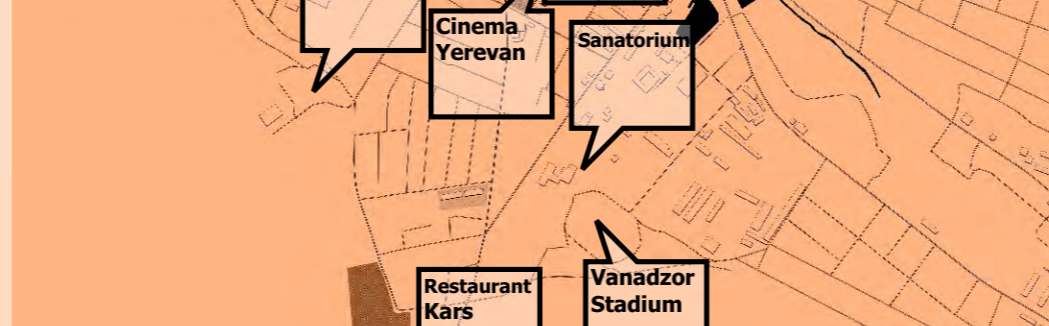 Cinema
Yerevan
Sanatorium
Restaurant
Kars
Vanadzor
Stadium